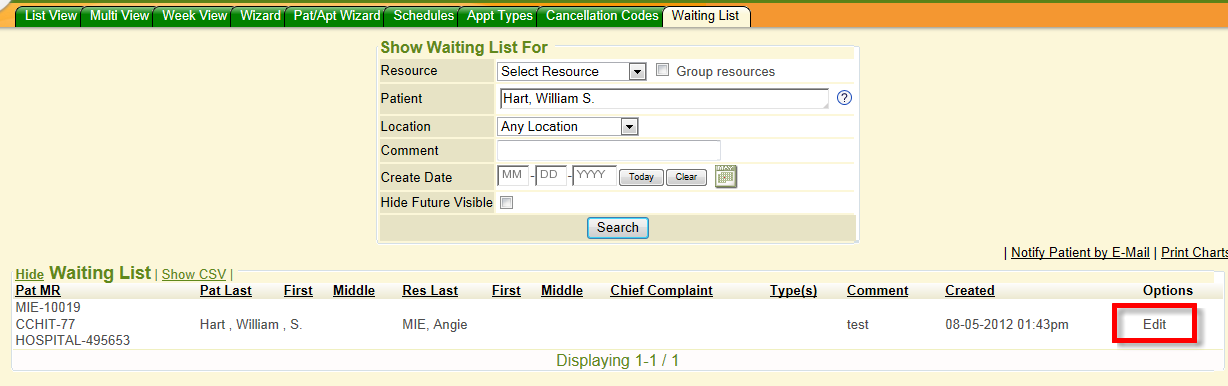 List View Multi View Week View Wizard Pat/Apt Wizard Schedules Appt Types Cancellation Codes Waiting List
Show Waiting List For
Resource Select Resource Group resources
Patient Hart, William S. ?
Location Any Location
Comment
Create Date MM - DD - YYYY Today Clear MAY
Hide Future Visible
Search
| Notify Patient by E-Mail | Print Charts
Hide Waiting List | Show CSV |
Pat MR Pat Last First Middle Res Last First Middle Chief Complaint Type(s) Comment Created Options
MIE-10019
CCHIT-77 Hart , William , S. MIE, Angie test 08-05-2012 01:43pm Edit
HOSPITAL-495653
Displaying 1-1 / 1